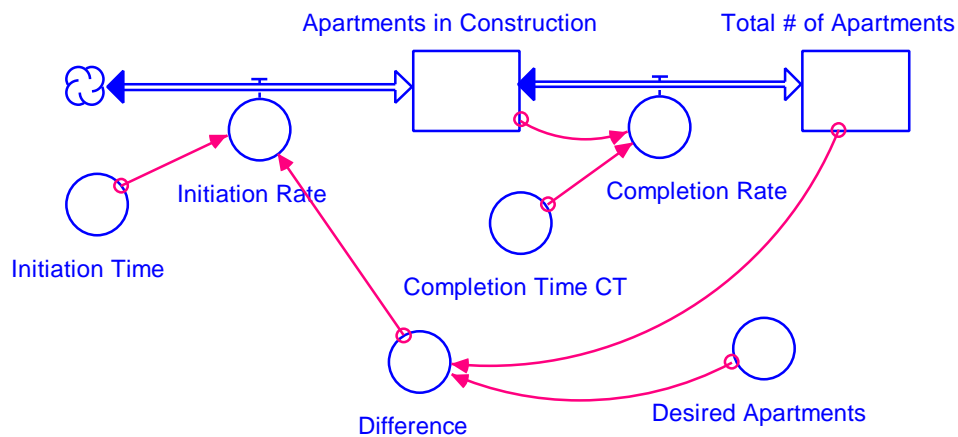 Apartments in Construction
Total # of Apartments
Initiation Rate
Completion Rate
Initiation Time
Completion Time CT
Difference
Desired Apartments